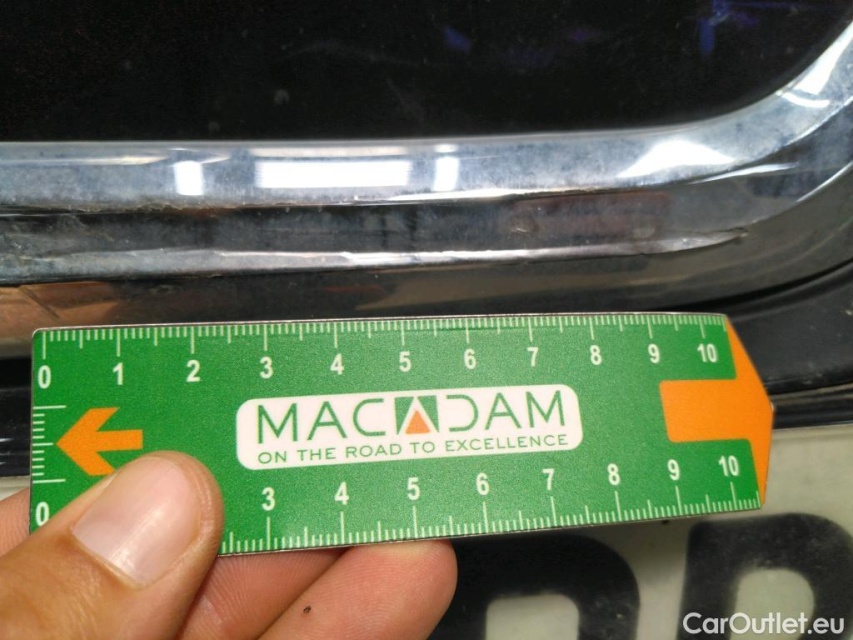 0 1 2 3 4 5 6 7 8 9 10
MACADAM
ON THE ROAD TO EXCELLENCE
0 3 4 5 6 7 8 9 10
CarOutlet.eu